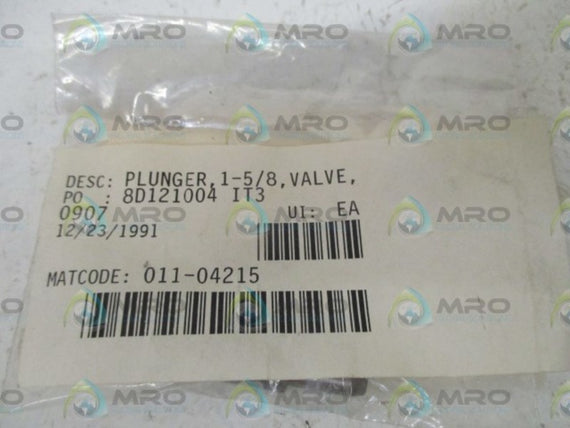 DESC: PLUNGER,1-5/8,VALVE,
PO : 8D121004 IT3
0907 UI: EA
12/23/1991
MATCODE: 011-04215
MRO